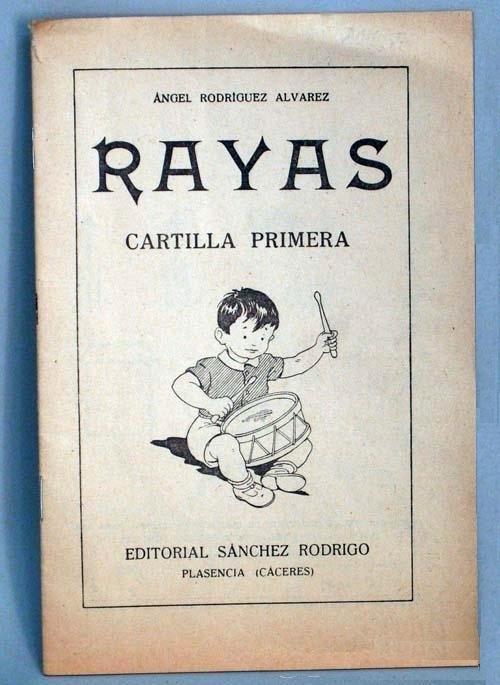 ÁNGEL RODRÍGUEZ ALVAREZ
RAYAS
CARTILLA PRIMERA
EDITORIAL SÁNCHEZ RODRIGO
PLASENCIA (CÁCERES)